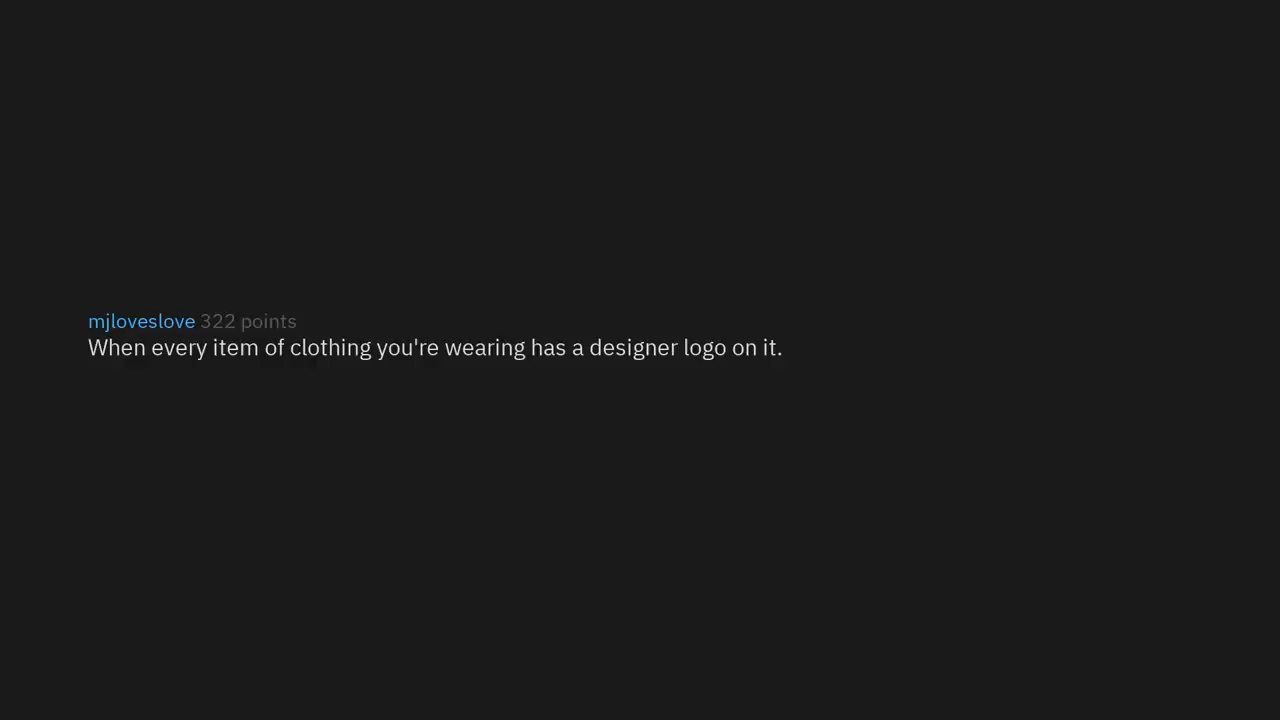 mjloveslove 322 points
When every item of clothing you're wearing has a designer logo on it.